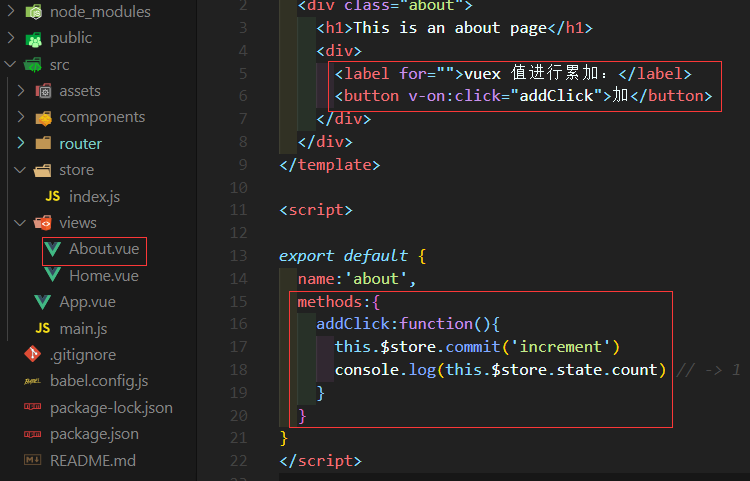 node_modules
public
src
assets
components
router
store
JS index.js
views
About.vue
Home.vue
App.vue
JS main.js
.gitignore
BABEL babel.config.js
package-lock.json
package.json
README.md
2 <div class="about">
3 <h1>This is an about page</h1>
4 <div>
5 <label for="">vuex 值进行累加：</label>
6 <button v-on:click="addClick">加</button>
7 </div>
8 </div>
9 </template>
10
11 <script>
12
13 export default {
14 name:'about',
15 methods:{
16 addClick:function(){
17 this.$store.commit('increment')
18 console.log(this.$store.state.count) // -> 1
19 }
20 }
21 }
22 </script>